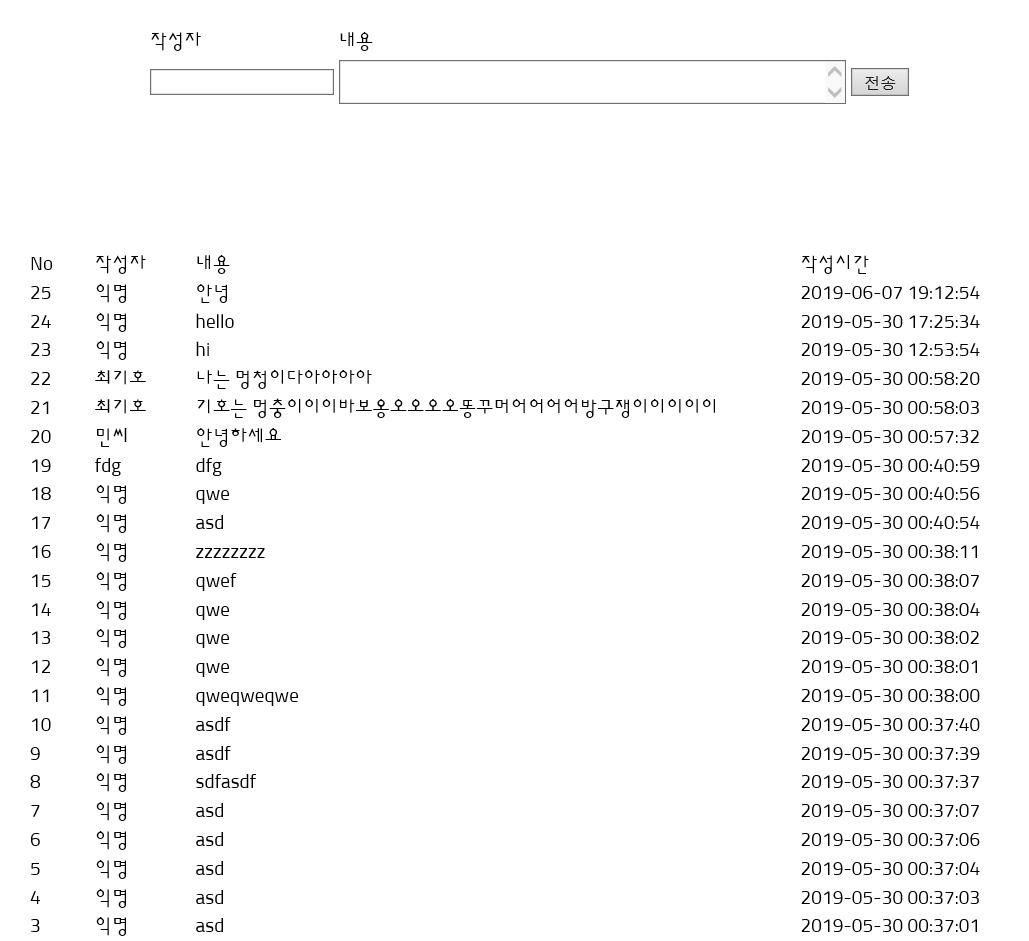 작성자 내용
전송
No 작성자 내용 작성시간
25 익명 안녕 2019-06-07 19:12:54
24 익명 hello 2019-05-30 17:25:34
23 익명 hi 2019-05-30 12:53:54
22 최기호 나는 멍청이다아아아아 2019-05-30 00:58:20
21 최기호 기호는 멍충이이이바보옹오오오오똥꾸머어어어어방구쟁이이이이이 2019-05-30 00:58:03
20 민씨 안녕하세요 2019-05-30 00:57:32
19 fdg dfg 2019-05-30 00:40:59
18 익명 qwe 2019-05-30 00:40:56
17 익명 asd 2019-05-30 00:40:54
16 익명 zzzzzzzz 2019-05-30 00:38:11
15 익명 qwef 2019-05-30 00:38:07
14 익명 qwe 2019-05-30 00:38:04
13 익명 qwe 2019-05-30 00:38:02
12 익명 qwe 2019-05-30 00:38:01
11 익명 qweqweqwe 2019-05-30 00:38:00
10 익명 asdf 2019-05-30 00:37:40
9 익명 asdf 2019-05-30 00:37:39
8 익명 sdfasdf 2019-05-30 00:37:37
7 익명 asd 2019-05-30 00:37:07
6 익명 asd 2019-05-30 00:37:06
5 익명 asd 2019-05-30 00:37:04
4 익명 asd 2019-05-30 00:37:03
3 익명 asd 2019-05-30 00:37:01